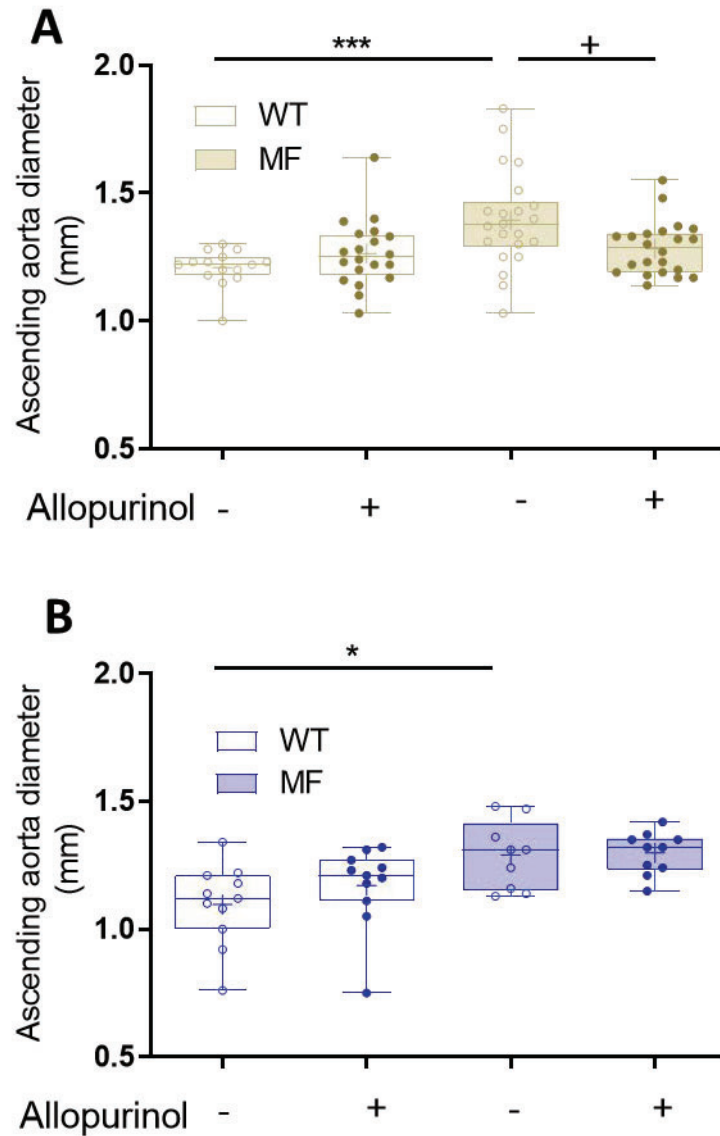 A
*** +
2.0
WT
MF
1.5
1.0
0.5
Ascending aorta diameter
(mm)
Allopurinol - + - +
B
*
2.0
WT
MF
1.5
1.0
0.5
Ascending aorta diameter
(mm)
Allopurinol - + - +